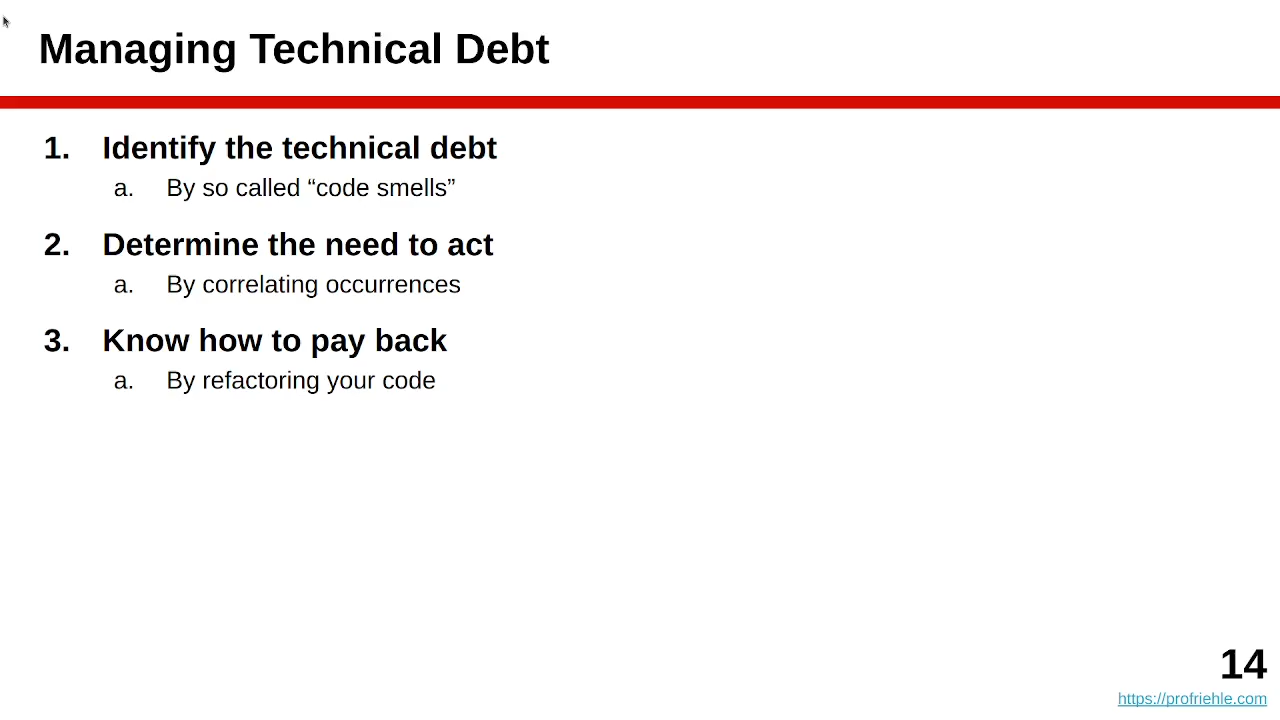 Managing Technical Debt
1. Identify the technical debt
a. By so called “code smells”
2. Determine the need to act
a. By correlating occurrences
3. Know how to pay back
a. By refactoring your code
14
https://profriehle.com